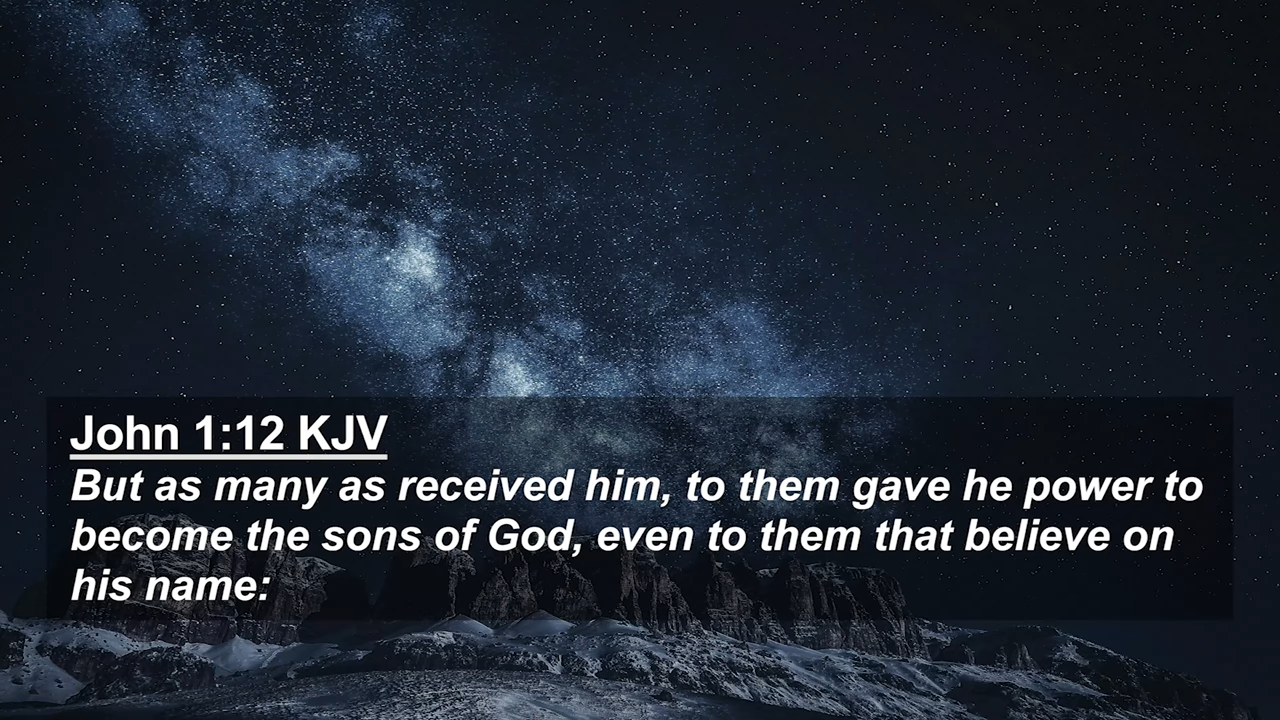 John 1:12 KJV
But as many as received him, to them gave he power to
become the sons of God, even to them that believe on
his name: